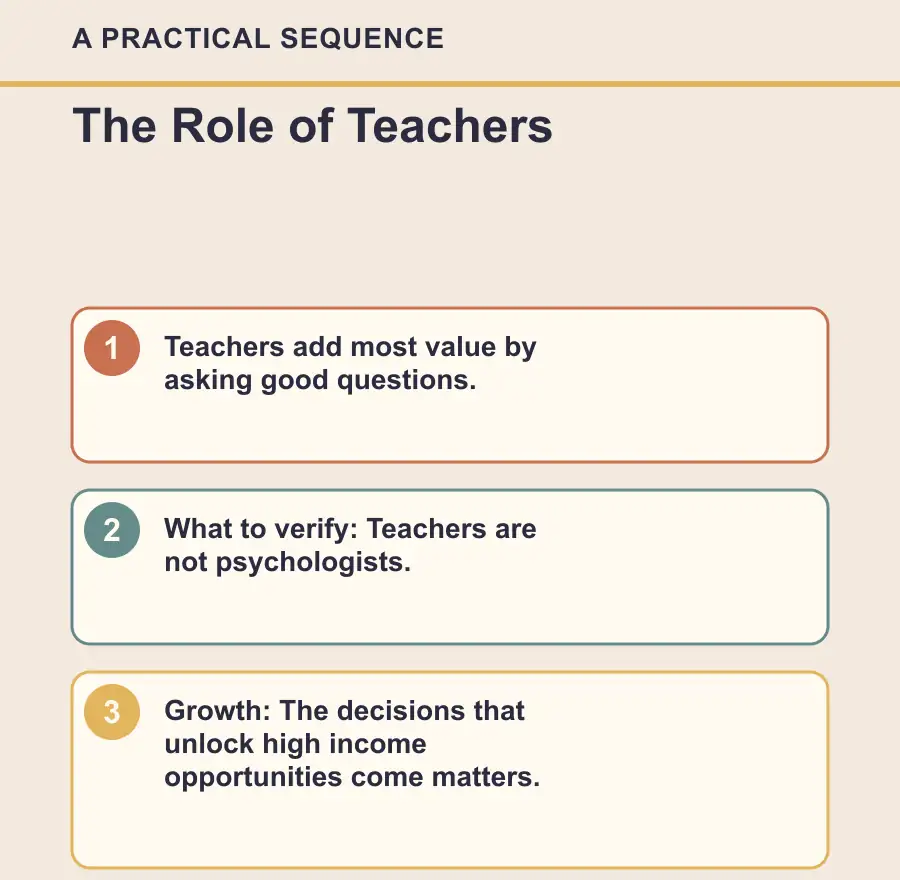 A PRACTICAL SEQUENCE
The Role of Teachers
1
Teachers add most value by
asking good questions.
2
What to verify: Teachers are
not psychologists.
3
Growth: The decisions that
unlock high income
opportunities come matters.